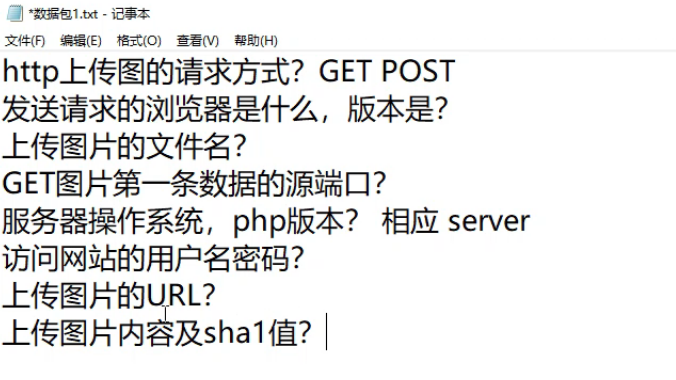 *数据包1.txt - 记事本
文件(F) 编辑(E) 格式(O) 查看(V) 帮助(H)
http上传图的请求方式？GET POST
发送请求的浏览器是什么，版本是？
上传图片的文件名？
GET图片第一条数据的源端口？
服务器操作系统，php版本？ 相应 server
访问网站的用户名密码？
上传图片的URL？
上传图片内容及sha1值？